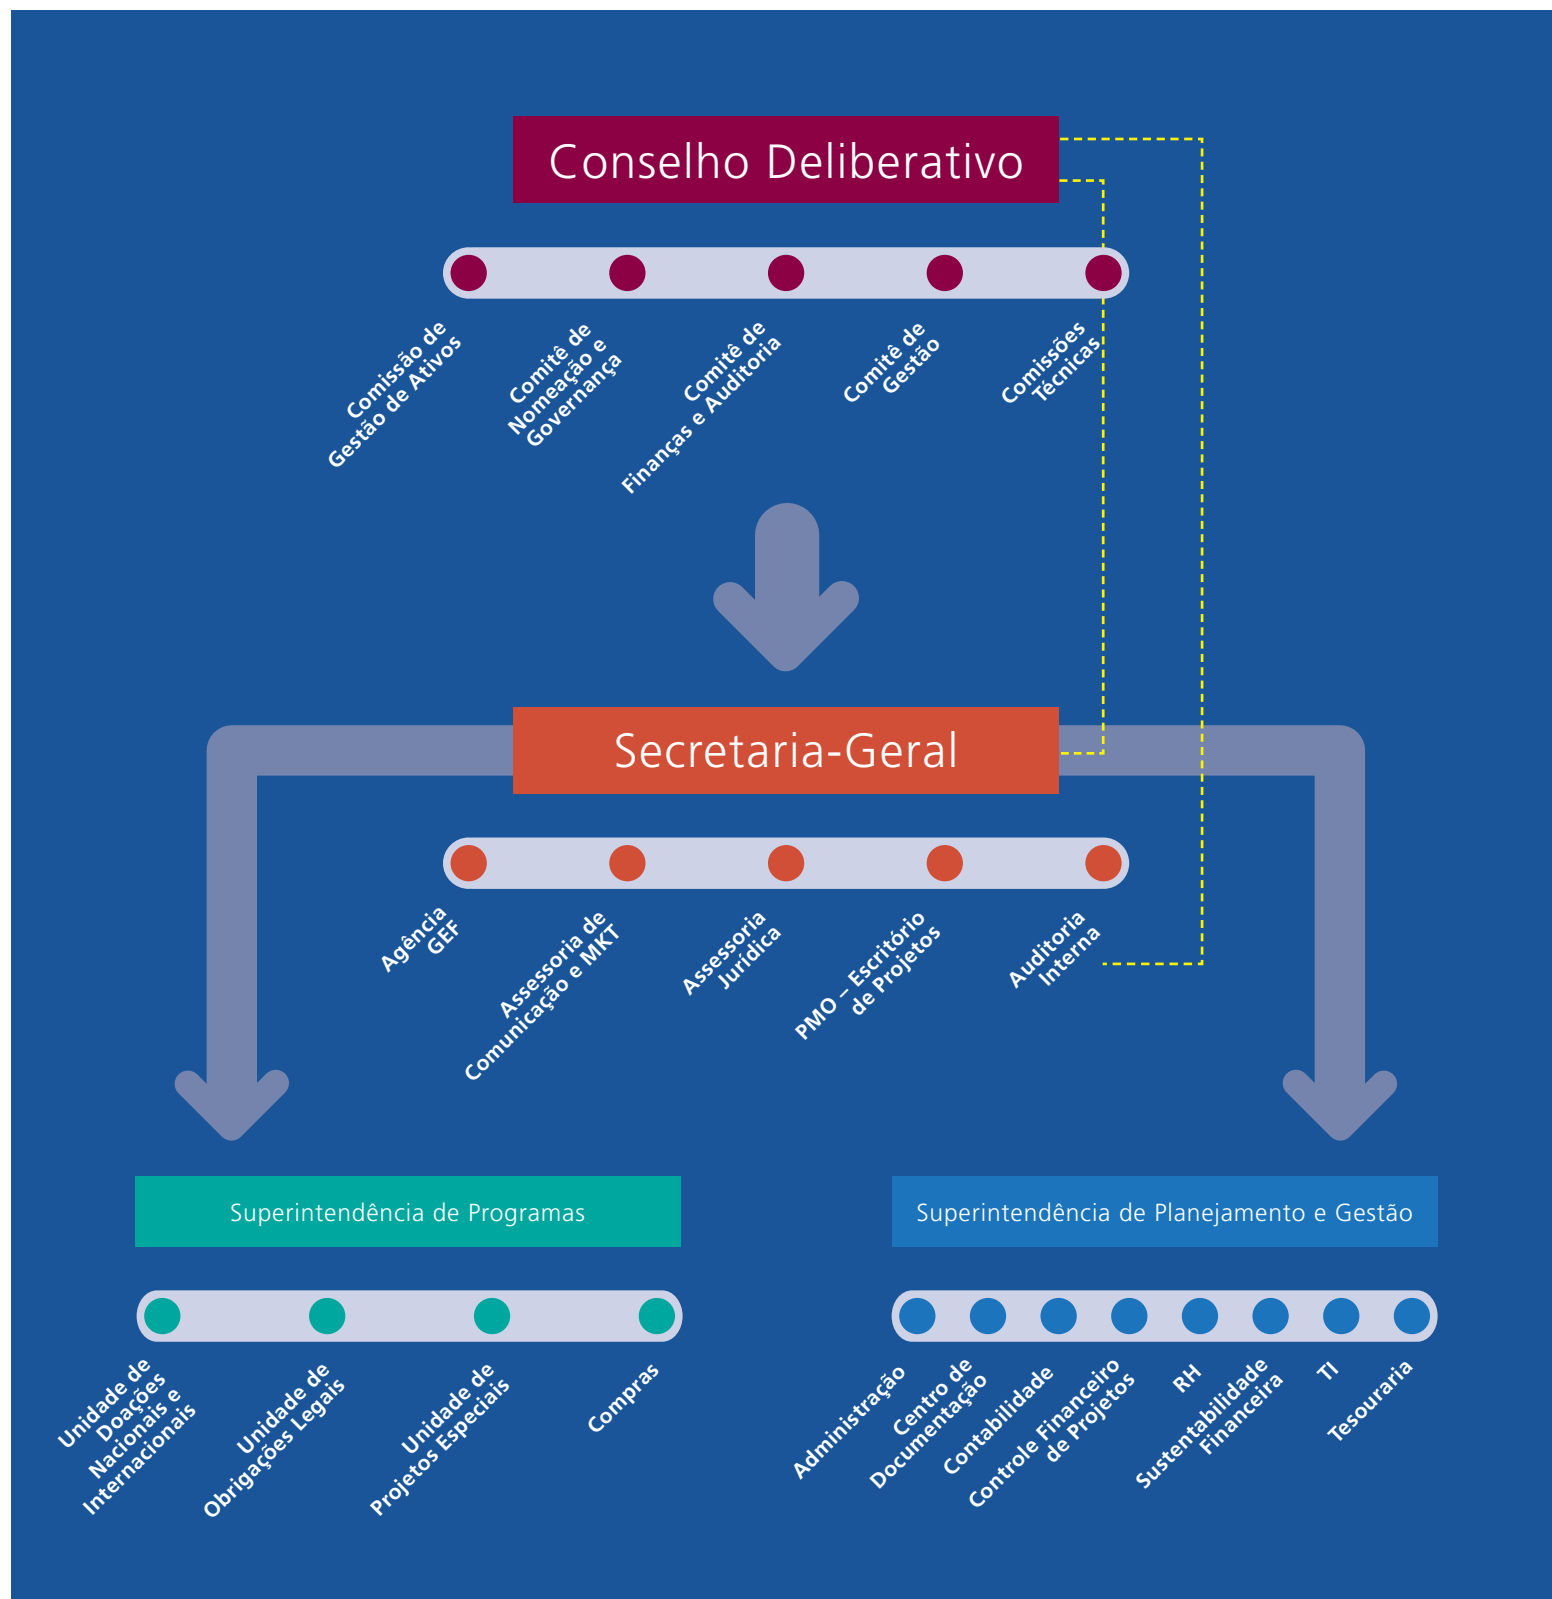 Conselho Deliberativo
Comissão de
Gestão de Ativos
Comitê de
Nomeação e
Governança
Comitê de
Finanças e Auditoria
Comitê de
Gestão
Comissões
Técnicas
Secretaria-Geral
Agência
GEF
Assessoria de
Comunicação e MKT
Assessoria
Jurídica
PMO – Escritório
de Projetos
Auditoria
Interna
Superintendência de Programas
Unidade de
Doações
Nacionais e
Internacionais
Unidade de
Obrigações Legais
Unidade de
Projetos Especiais
Compras
Superintendência de Planejamento e Gestão
Administração
Centro de
Documentação
Contabilidade
Controle Financeiro
de Projetos
RH
Sustentabilidade
Financeira
TI
Tesouraria